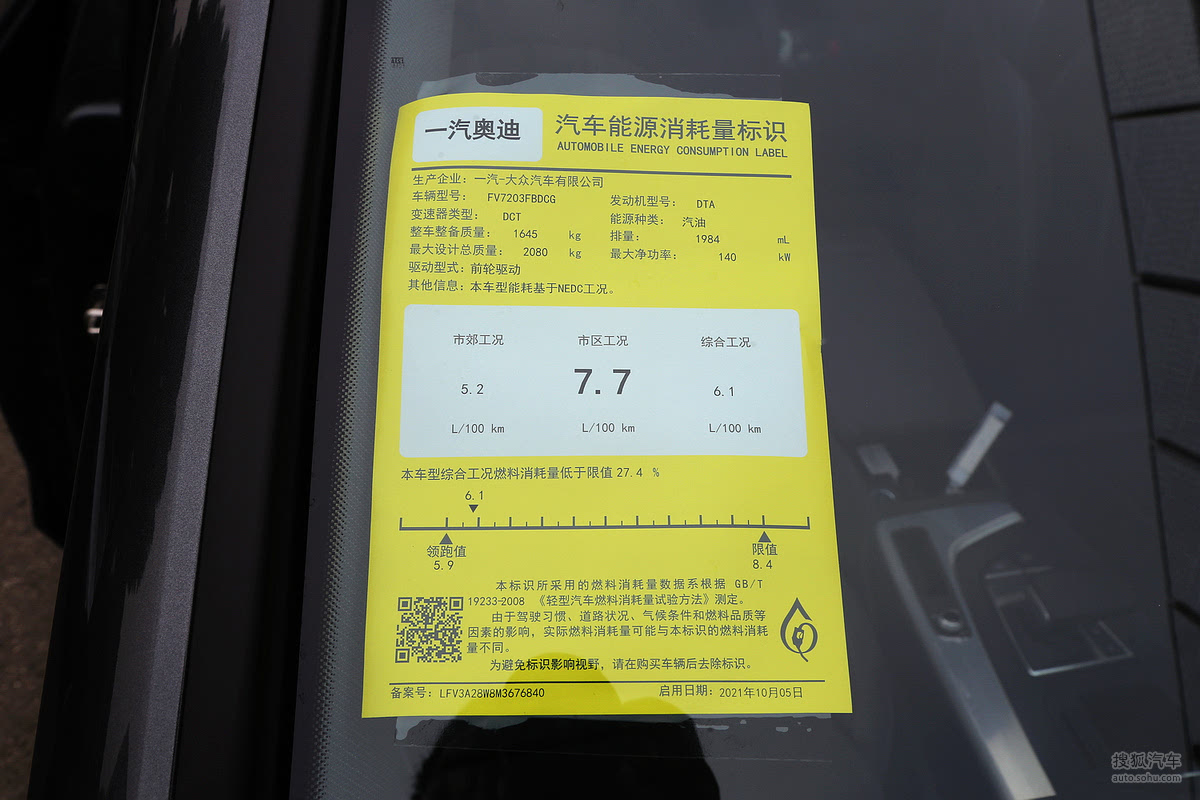 一汽奥迪
汽车能源消耗量标识
AUTOMOBILE ENERGY CONSUMPTION LABEL
生产企业：一汽-大众汽车有限公司
车辆型号： FV7203FBDCG 发动机型号： DTA
变速器类型： DCT 能源种类： 汽油
整车整备质量： 1645 kg 排量： 1984 mL
最大设计总质量： 2080 kg 最大净功率： 140 kW
驱动型式：前轮驱动
其他信息：本车型能耗基于NEDC工况。
市郊工况 市区工况 综合工况
5.2 7.7 6.1
L/100 km L/100 km L/100 km
本车型综合工况燃料消耗量低于限值 27.4 %
6.1
领跑值 限值
5.9 8.4
本标识所采用的燃料消耗量数据系根据 GB/T
19233-2008 《轻型汽车燃料消耗量试验方法》测定。
由于驾驶习惯、道路状况、气候条件和燃料品质等
因素的影响，实际燃料消耗量可能与本标识的燃料消耗
量不同。
为避免标识影响视野，请在购买车辆后去除标识。
备案号：LFV3A28W8M3676840 启用日期：2021年10月05日
搜狐汽车
auto.sohu.com